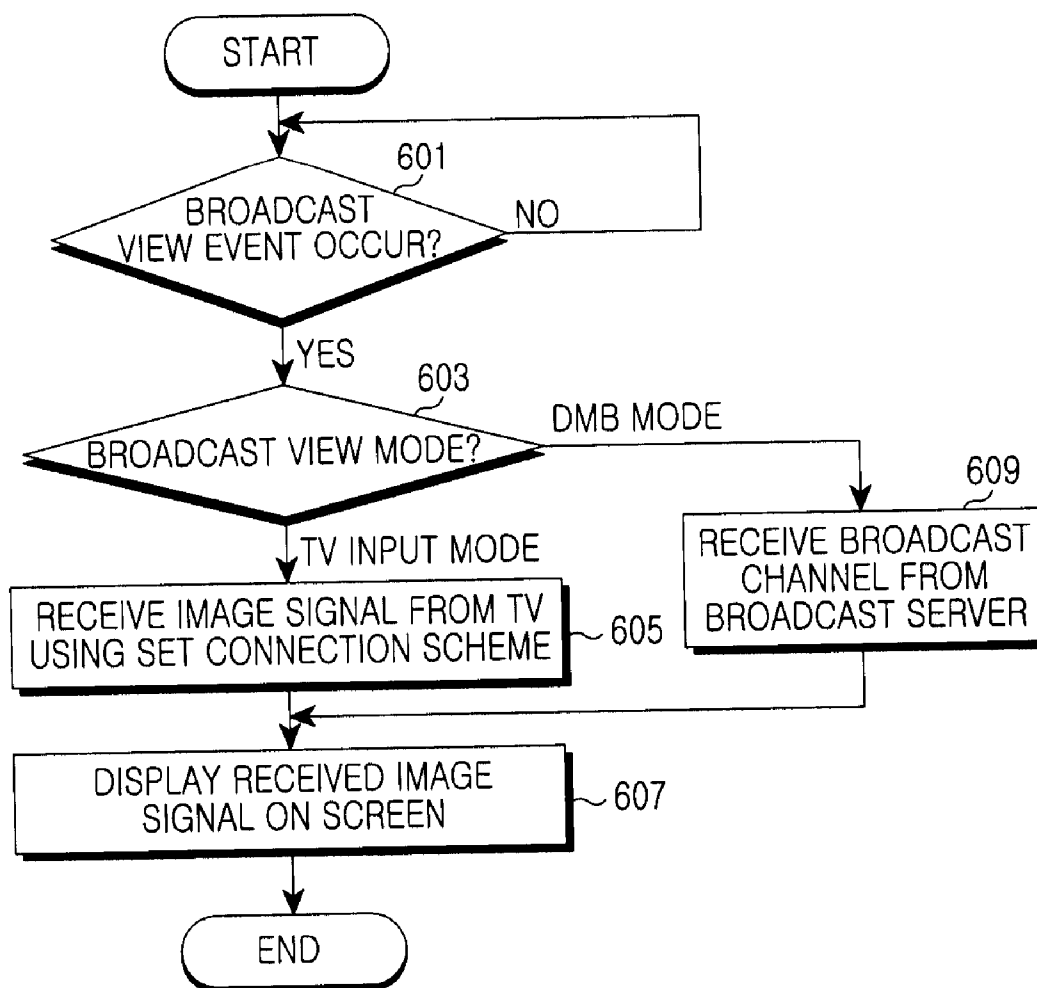 START
601
BROADCAST
VIEW EVENT OCCUR?
NO
YES
603
BROADCAST VIEW MODE?
DMB MODE
609
TV INPUT MODE
RECEIVE BROADCAST
CHANNEL FROM
BROADCAST SERVER
RECEIVE IMAGE SIGNAL FROM TV
USING SET CONNECTION SCHEME
605
DISPLAY RECEIVED IMAGE
SIGNAL ON SCREEN
607
END